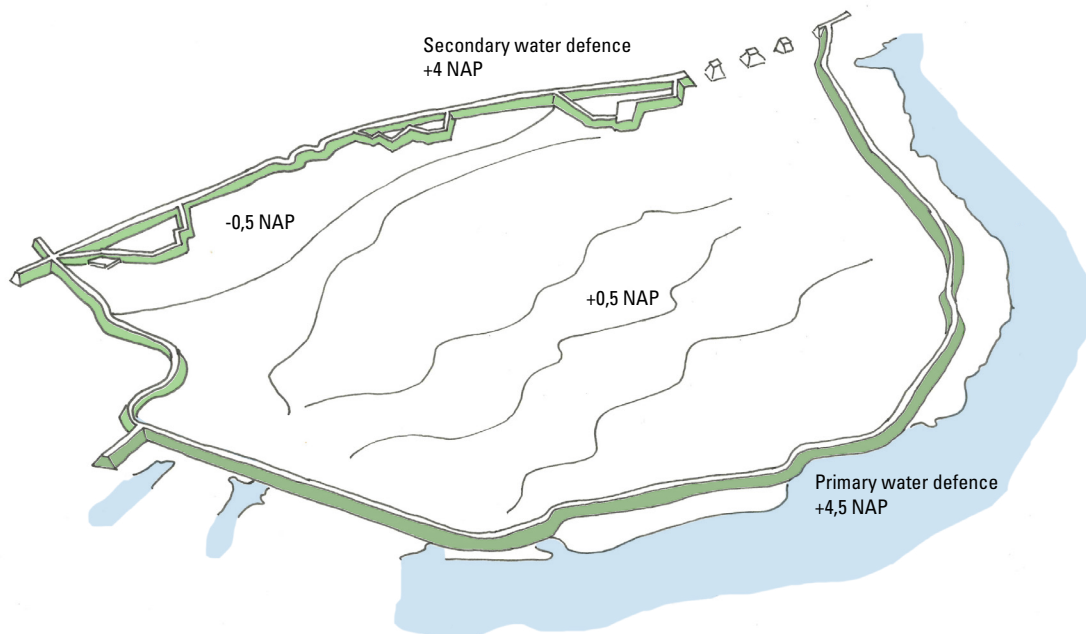 Secondary water defence
+4 NAP
-0,5 NAP
+0,5 NAP
Primary water defence
+4,5 NAP